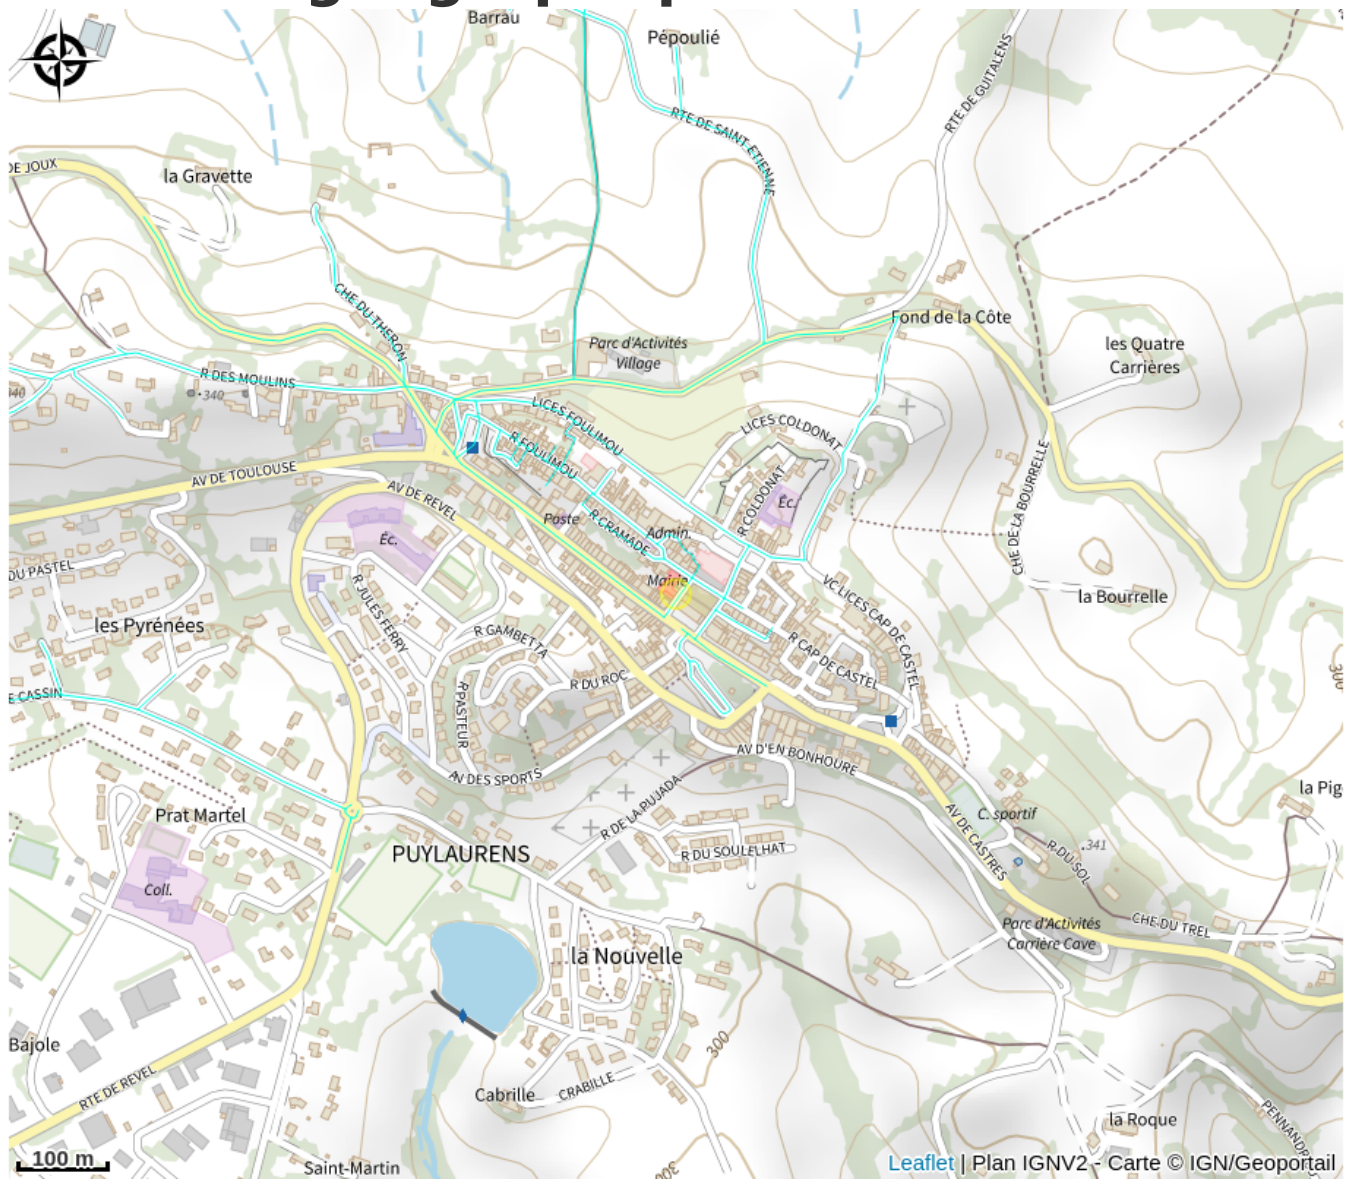 Barrau
Pépoulié
RTE DE GUITALENS
RTE DE SAINT-ETIENNE
DE JOUX
la Gravette
CHE DU THERON
Fond de la Côte
Parc d'Activités
Village
les Quatre
Carrières
R DES MOULINS
340
340
LICES FOULIMOU
LICES COLDONAT
R FOULIMOU
AV DE TOULOUSE
AV DE REVEL
R COLDONAT
Éc.
Poste
R CRAMADE
Admin.
CHE DE LA BOURRELLE
Éc.
Mairie
DU PASTEL
R JULES FERRY
VC LICES CAP DE CASTEL
la Bourrelle
les Pyrénées
R GAMBETTA
R CAP DE CASTEL
R DU ROC
300
E CASSIN
R PASTEUR
AV D'EN BONHOURE
AV DES SPORTS
R DE LA PUJADA
la Pig
Prat Martel
C. sportif
AV DE CASTRES
PUYLAURENS
R DU SOULELHAT
341
R DU SOL
Coll.
Parc d'Activités
Carrière Cave
CHE DU TREL
la Nouvelle
Bajole
300
RTE DE REVEL
Cabrille
CRABILLE
la Roque
PENNANDR
100 m
Saint-Martin
300
Leaflet | Plan IGNV2 - Carte © IGN/Geoportail